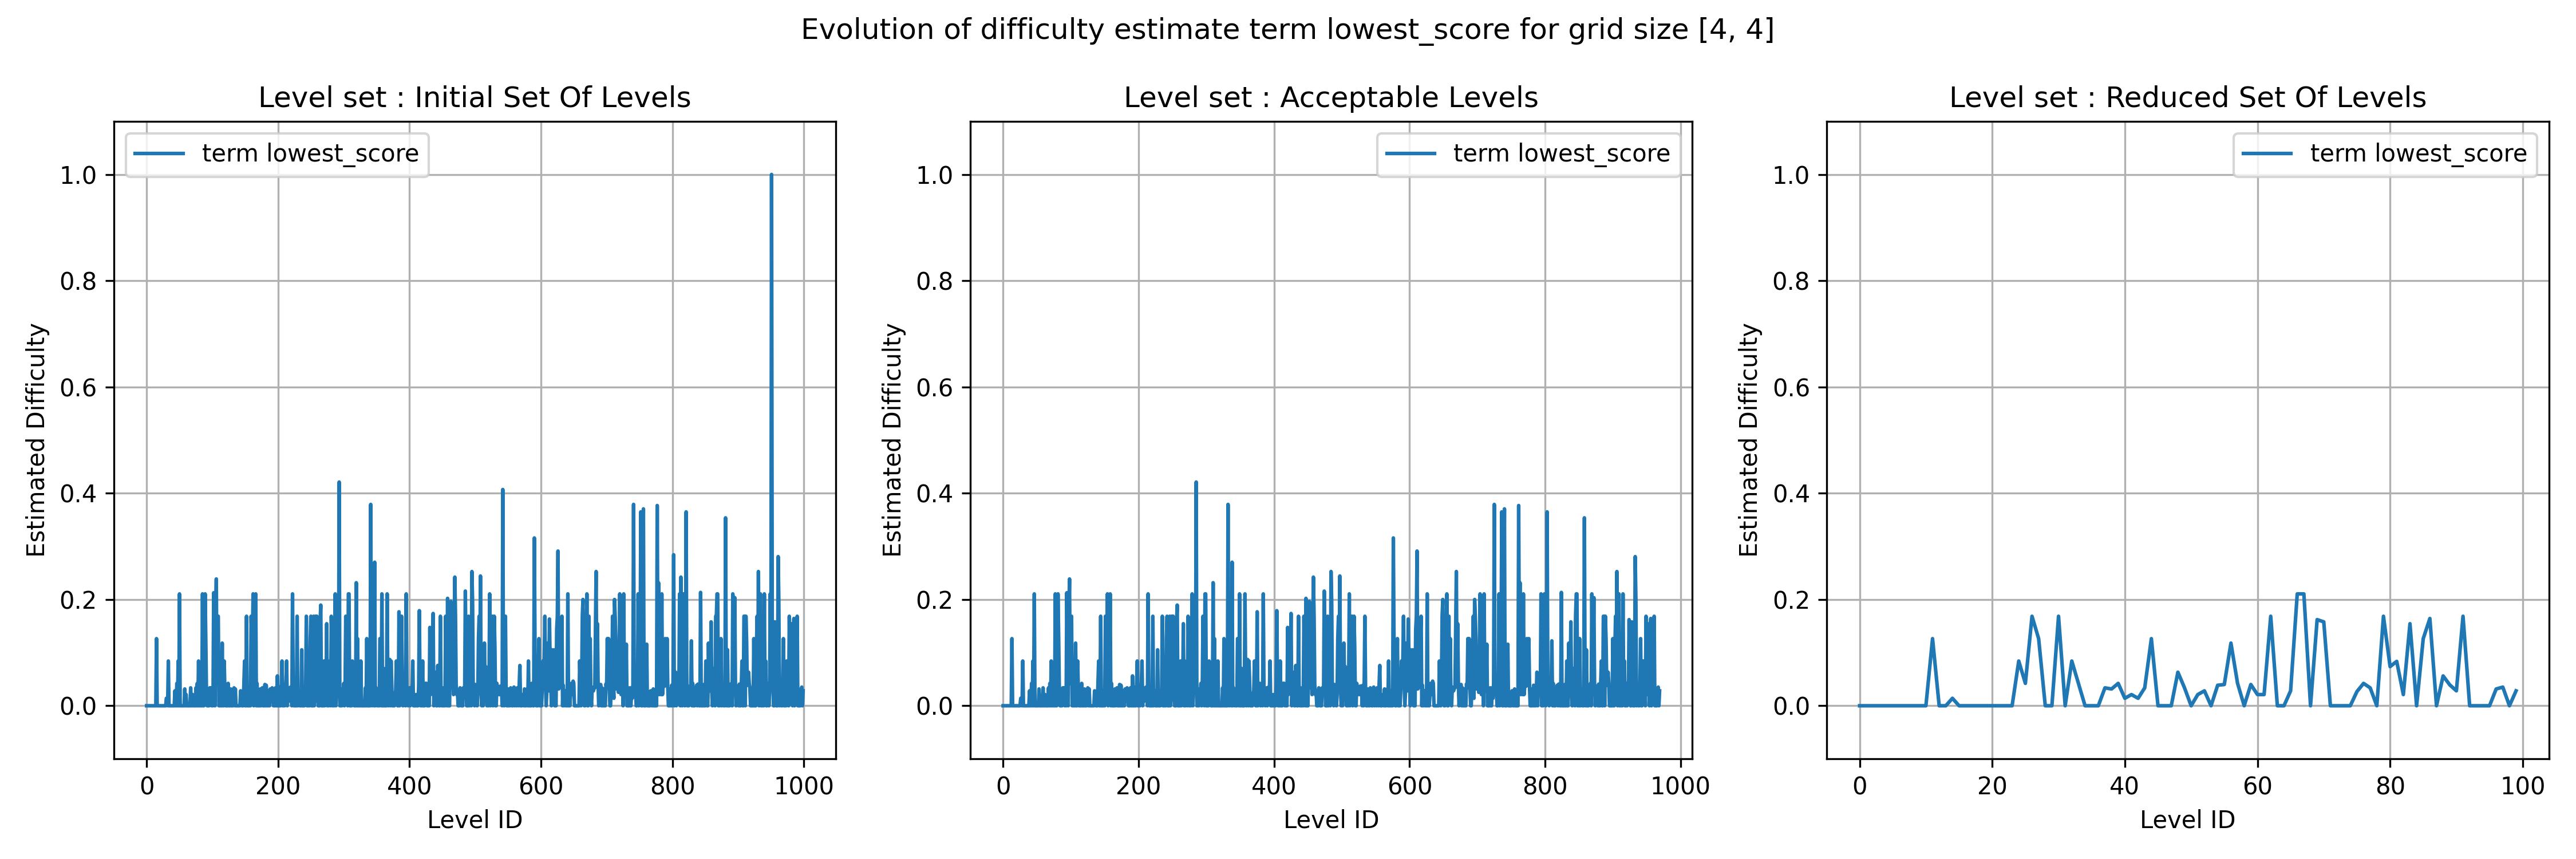 Evolution of difficulty estimate term lowest_score for grid size [4, 4]
Level set : Initial Set Of Levels
term lowest_score
1.0
0.8
0.6
0.4
0.2
0.0
Estimated Difficulty
0 200 400 600 800 1000
Level ID
Level set : Acceptable Levels
term lowest_score
1.0
0.8
0.6
0.4
0.2
0.0
Estimated Difficulty
0 200 400 600 800 1000
Level ID
Level set : Reduced Set Of Levels
term lowest_score
1.0
0.8
0.6
0.4
0.2
0.0
Estimated Difficulty
0 20 40 60 80 100
Level ID